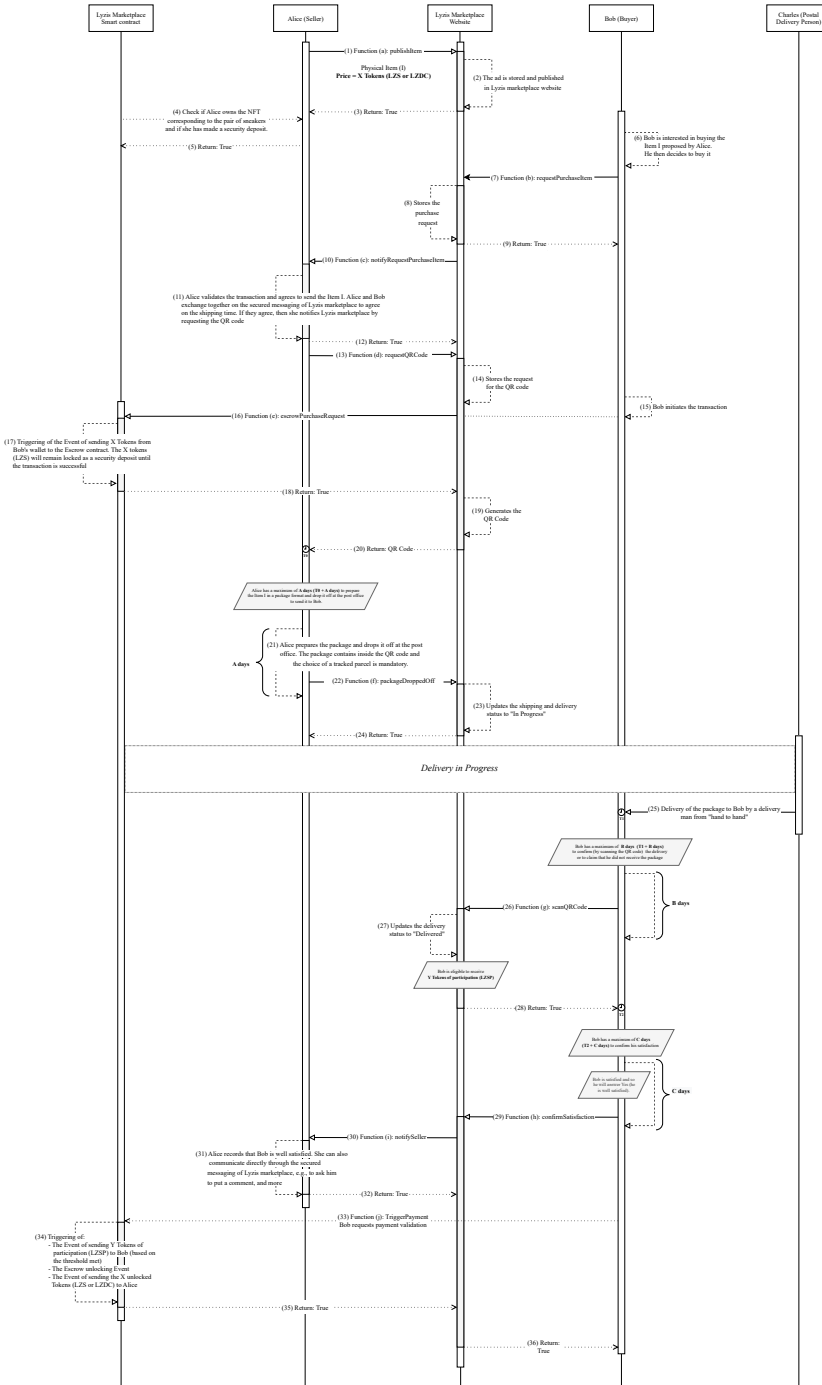 Lyzis Marketplace
Smart contract
Alice (Seller)
Lyzis Marketplace
Website
Bob (Buyer)
Charles (Postal
Delivery Person)
(1) Function (a): publishItem
Physical Item (I)
Price = X Tokens (LZS or LZDC)
(2) The ad is stored and published
in Lyzis marketplace website
(3) Return: True
(4) Check if Alice owns the NFT
corresponding to the pair of sneakers
and if she has made a security deposit.
(5) Return: True
(6) Bob is interested in buying the
Item I proposed by Alice.
He then decides to buy it
(7) Function (b): requestPurchaseItem
(8) Stores the
purchase
request
(9) Return: True
(10) Function (c): notifyRequestPurchaseItem
(11) Alice validates the transaction and agrees to send the Item I. Alice and Bob
exchange together on the secured messaging of Lyzis marketplace to agree
on the shipping time. If they agree, then she notifies Lyzis marketplace by
requesting the QR code
(12) Return: True
(13) Function (d): requestQRCode
(14) Stores the request
for the QR code
(15) Bob initiates the transaction
(16) Function (e): escrowPurchaseRequest
(17) Triggering of the Event of sending X Tokens from
Bob's wallet to the Escrow contract. The X tokens
(LZS) will remain locked as a security deposit until
the transaction is successful
(18) Return: True
(19) Generates the
QR Code
(20) Return: QR Code
T0
Alice has a maximum of A days (T0 + A days) to prepare
the Item I in a package format and drop it off at the post office
to send it to Bob.
A days
(21) Alice prepares the package and drops it off at the post
office. The package contains inside the QR code and
the choice of a tracked parcel is mandatory.
(22) Function (f): packageDroppedOff
(23) Updates the shipping and delivery
status to "In Progress"
(24) Return: True
Delivery in Progress
(25) Delivery of the package to Bob by a delivery
man from "hand to hand"
T1
Bob has a maximum of B days (T1 + B days)
to confirm (by scanning the QR code) the delivery
or to claim that he did not receive the package
B days
(26) Function (g): scanQRCode
(27) Updates the delivery
status to "Delivered"
Bob is eligible to receive
Y Tokens of participation (LZSP)
(28) Return: True
T2
Bob has a maximum of C days
(T2 + C days) to confirm his satisfaction
Bob is satisfied and so
he will answer Yes (he
is well satisfied).
C days
(29) Function (h): confirmSatisfaction
(30) Function (i): notifySeller
(31) Alice records that Bob is well satisfied. She can also
communicate directly through the secured
messaging of Lyzis marketplace, e.g., to ask him
to put a comment, and more
(32) Return: True
(33) Function (j): TriggerPayment
Bob requests payment validation
(34) Triggering of:
- The Event of sending Y Tokens of
participation (LZSP) to Bob (based on
the threshold met)
- The Escrow unlocking Event
- The Event of sending the X unlocked
Tokens (LZS or LZDC) to Alice
(35) Return: True
(36) Return:
True